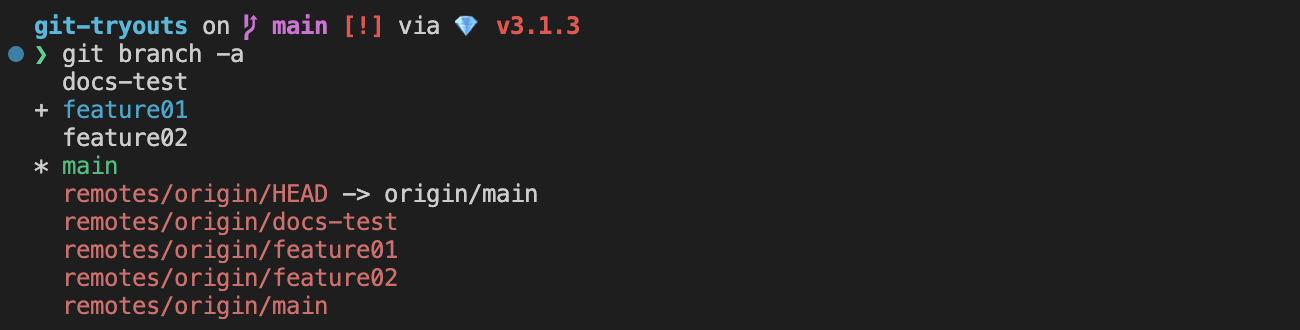 git-tryouts on main [!] via 💎 v3.1.3
❯ git branch -a
docs-test
+ feature01
feature02
* main
remotes/origin/HEAD -> origin/main
remotes/origin/docs-test
remotes/origin/feature01
remotes/origin/feature02
remotes/origin/main